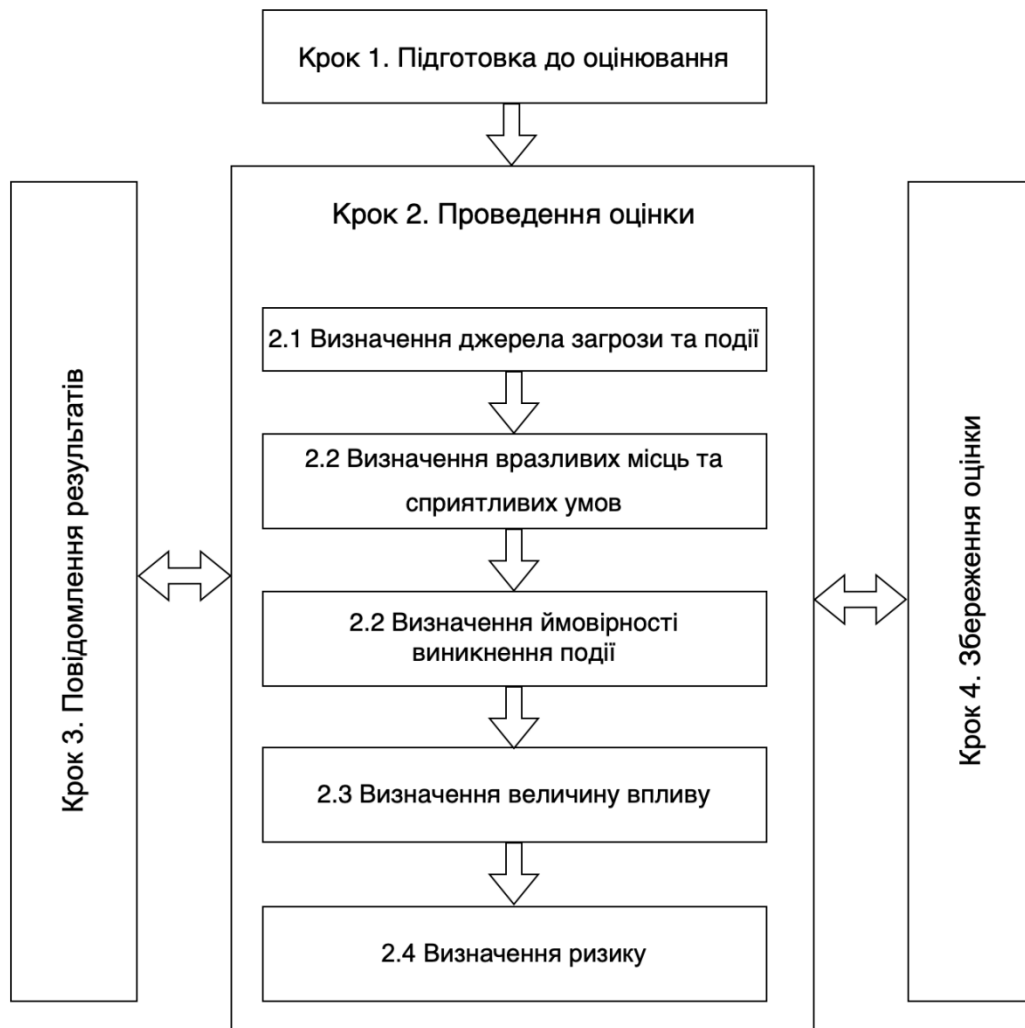 Крок 1. Підготовка до оцінювання
Крок 2. Проведення оцінки
2.1 Визначення джерела загрози та події
2.2 Визначення вразливих місць та
сприятливих умов
2.2 Визначення ймовірності
виникнення події
2.3 Визначення величину впливу
2.4 Визначення ризику
Крок 3. Повідомлення результатів
Крок 4. Збереження оцінки